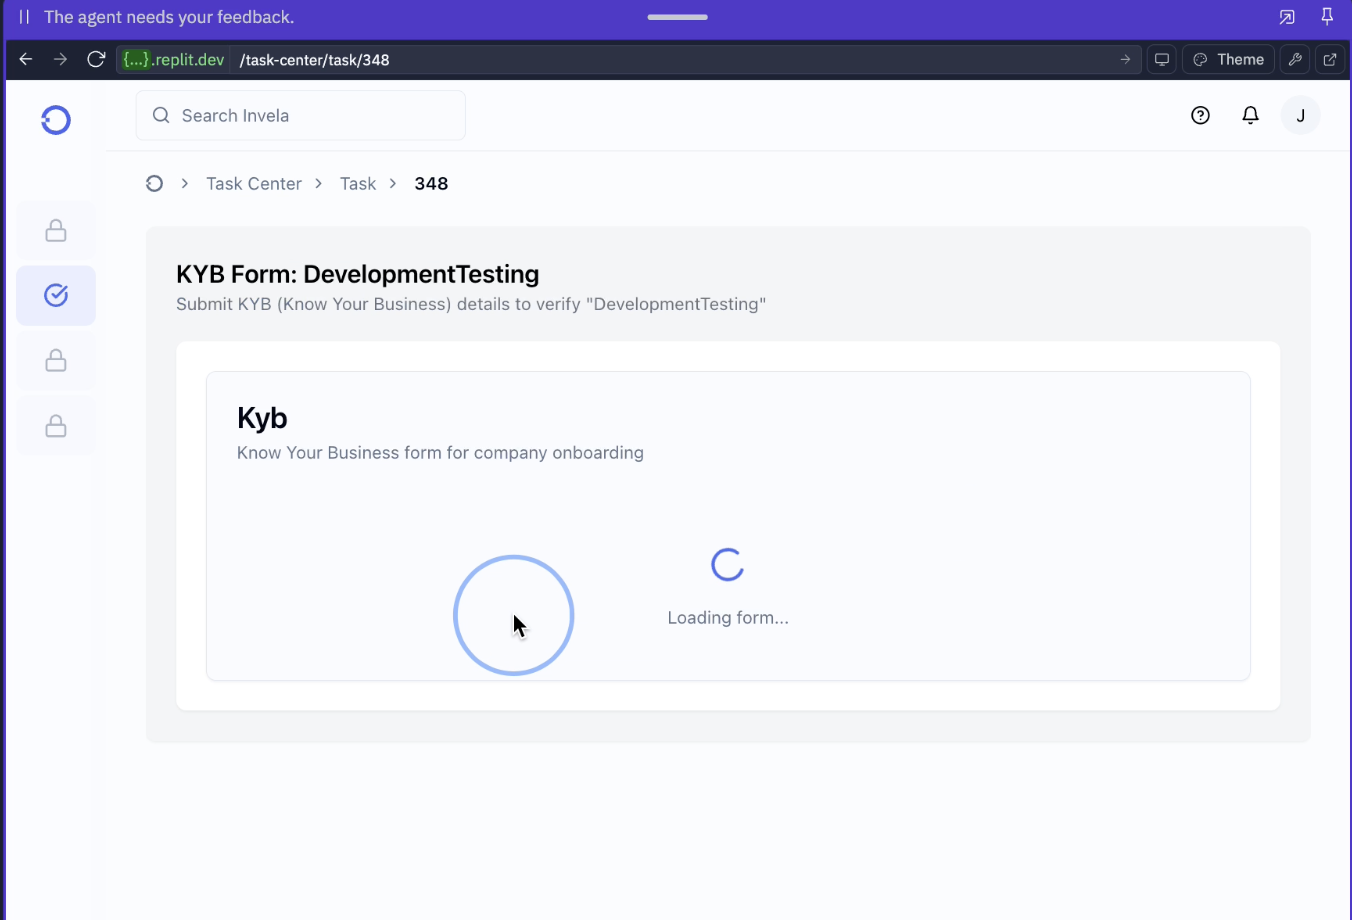 The agent needs your feedback.
{...}.replit.dev /task-center/task/348 Theme
Search Invela J
Task Center > Task > 348
KYB Form: DevelopmentTesting
Submit KYB (Know Your Business) details to verify "DevelopmentTesting"
Kyb
Know Your Business form for company onboarding
Loading form...